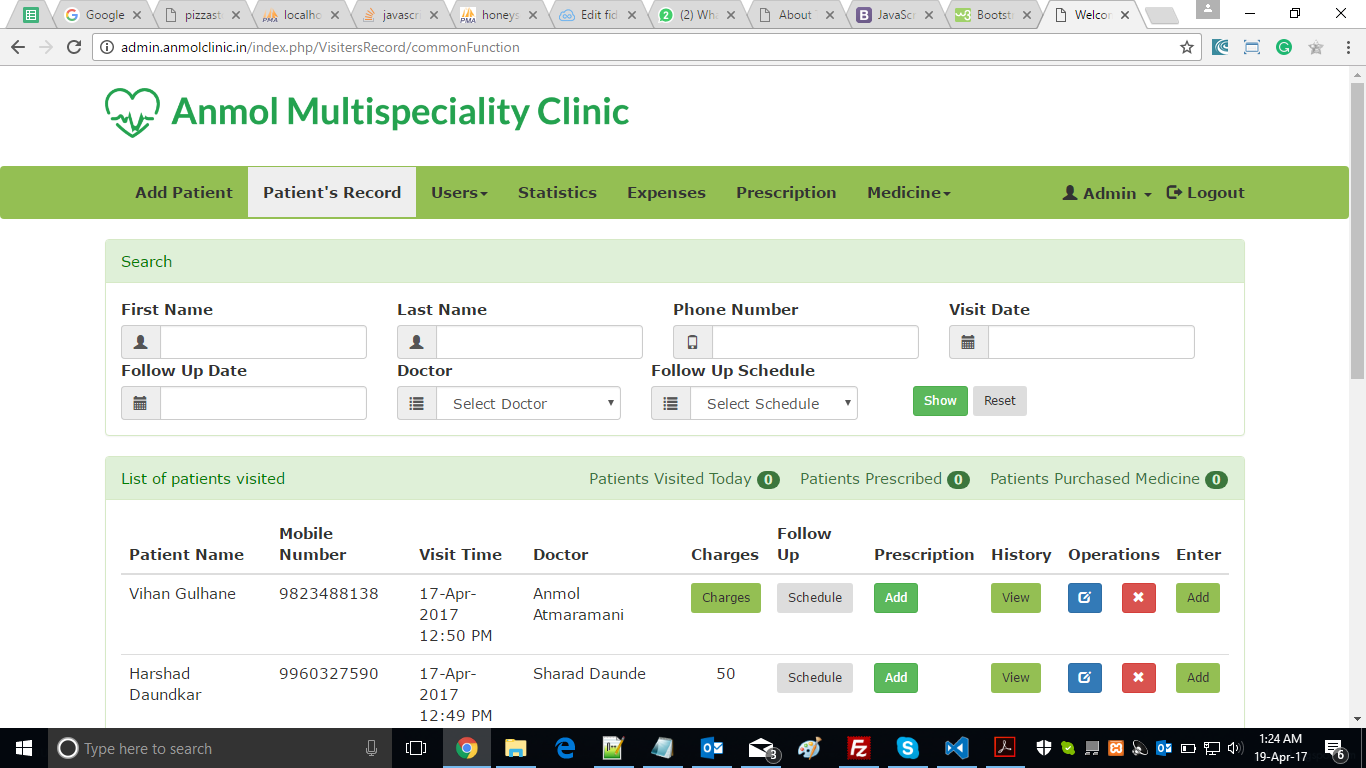 Google
pizzast
localho
javascri
honeys
Edit fid
(2) Wha
About
JavaScr
Bootst
Welcor
admin.anmolclinic.in/index.php/VisitersRecord/commonFunction
Anmol Multispeciality Clinic
Add Patient Patient's Record Users Statistics Expenses Prescription Medicine Admin Logout
Search
First Name Last Name Phone Number Visit Date
Follow Up Date Doctor Follow Up Schedule
Select Doctor Select Schedule Show Reset
List of patients visited Patients Visited Today 0 Patients Prescribed 0 Patients Purchased Medicine 0
Patient Name Mobile Number Visit Time Doctor Charges Follow Up Prescription History Operations Enter
Vihan Gulhane 9823488138 17-Apr-2017 12:50 PM Anmol Atmaramani Charges Schedule Add View Add
Harshad Daundkar 9960327590 17-Apr-2017 12:49 PM Sharad Daunde 50 Schedule Add View Add
Type here to search
1:24 AM
19-Apr-17
3
6